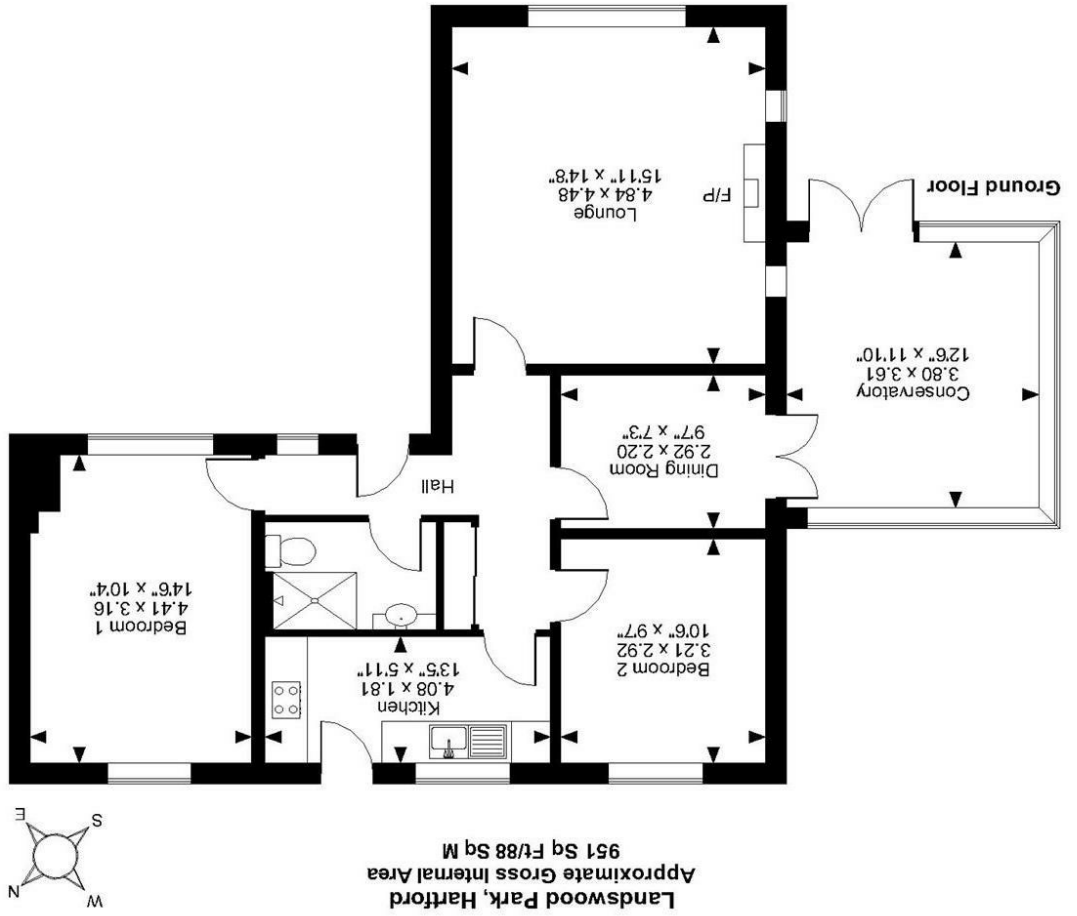 Landswood Park, Hartford
Approximate Gross Internal Area
951 Sq Ft/88 Sq M
N
E
S
W
Bedroom 2
3.21 x 2.92
10'6" x 9'7"
Kitchen
4.08 x 1.81
13'5" x 5'11"
Bedroom 1
4.41 x 3.16
14'6" x 10'4"
Hall
Dining Room
2.92 x 2.20
9'7" x 7'3"
Conservatory
3.80 x 3.61
12'6" x 11'10"
Lounge
4.84 x 4.48
15'11" x 14'8"
F/P
Ground Floor